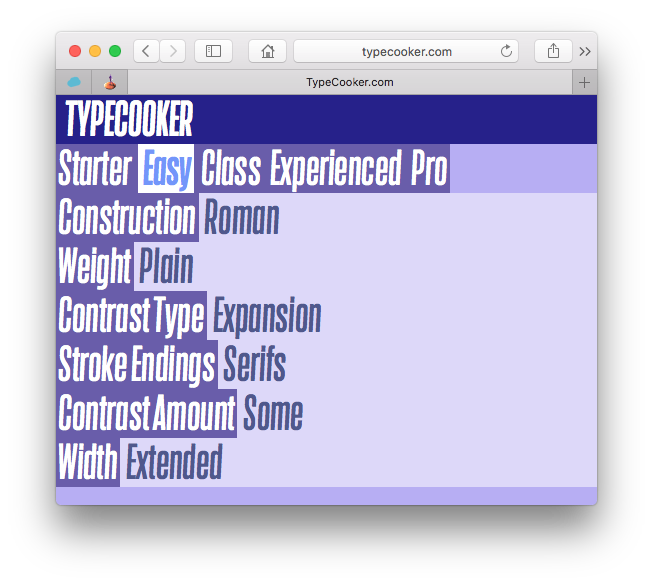 typecooker.com
TypeCooker.com
TYPECOOKER
Starter Easy Class Experienced Pro
Construction Roman
Weight Plain
Contrast Type Expansion
Stroke Endings Serifs
Contrast Amount Some
Width Extended